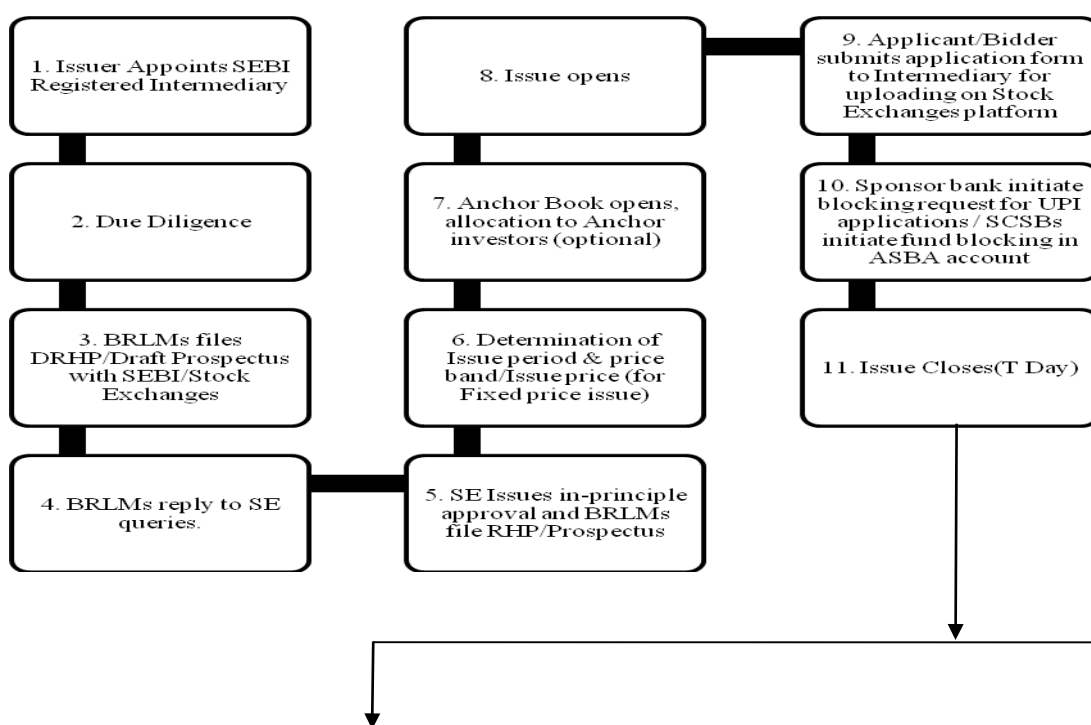 1. Issuer Appoints SEBI
Registered Intermediary
2. Due Diligence
3. BRLMs files
DRHP/Draft Prospectus
with SEBI/Stock
Exchanges
4. BRLMs reply to SE
queries.
5. SE Issues in-principle
approval and BRLMs
file RHP/Prospectus
6. Determination of
Issue period & price
band/Issue price (for
Fixed price issue)
7. Anchor Book opens,
allocation to Anchor
investors (optional)
8. Issue opens
9. Applicant/Bidder
submits application form
to Intermediary for
uploading on Stock
Exchanges platform
10. Sponsor bank initiate
blocking request for UPI
applications / SCSBs
initiate fund blocking in
ASBA account
11. Issue Closes(T Day)